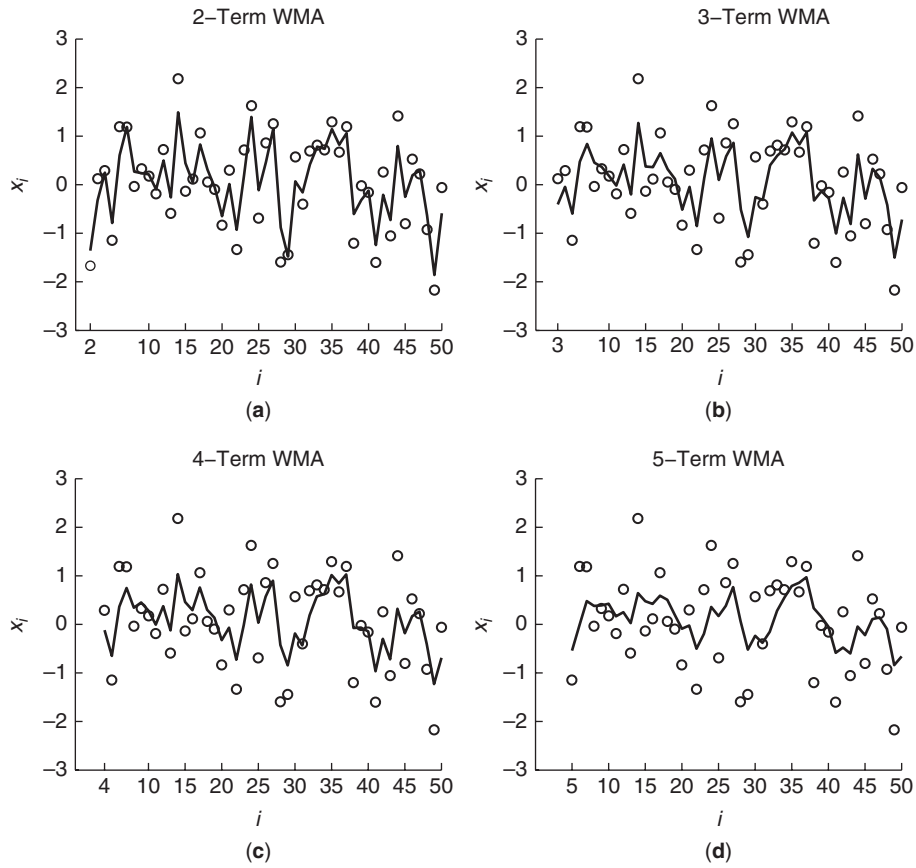 2–Term WMA
3
2
1
0
–1
–2
–3
x_i
2 10 15 20 25 30 35 40 45 50
i
(a)
3–Term WMA
3
2
1
0
–1
–2
–3
x_i
3 10 15 20 25 30 35 40 45 50
i
(b)
4–Term WMA
3
2
1
0
–1
–2
–3
x_i
4 10 15 20 25 30 35 40 45 50
i
(c)
5–Term WMA
3
2
1
0
–1
–2
–3
x_i
5 10 15 20 25 30 35 40 45 50
i
(d)